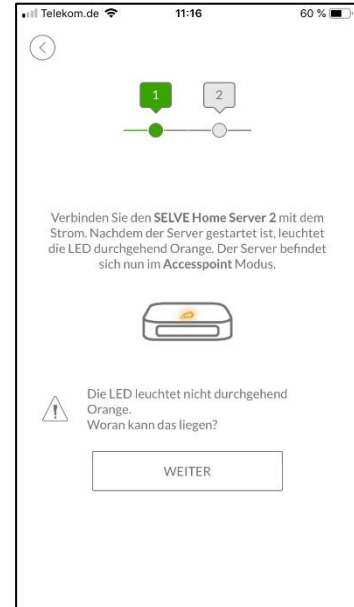 Telekom.de 11:16 60 %
1 2
Verbinden Sie den SELVE Home Server 2 mit dem
Strom. Nachdem der Server gestartet ist, leuchtet
die LED durchgehend Orange. Der Server befindet
sich nun im Accesspoint Modus.
Die LED leuchtet nicht durchgehend
Orange.
Woran kann das liegen?
WEITER